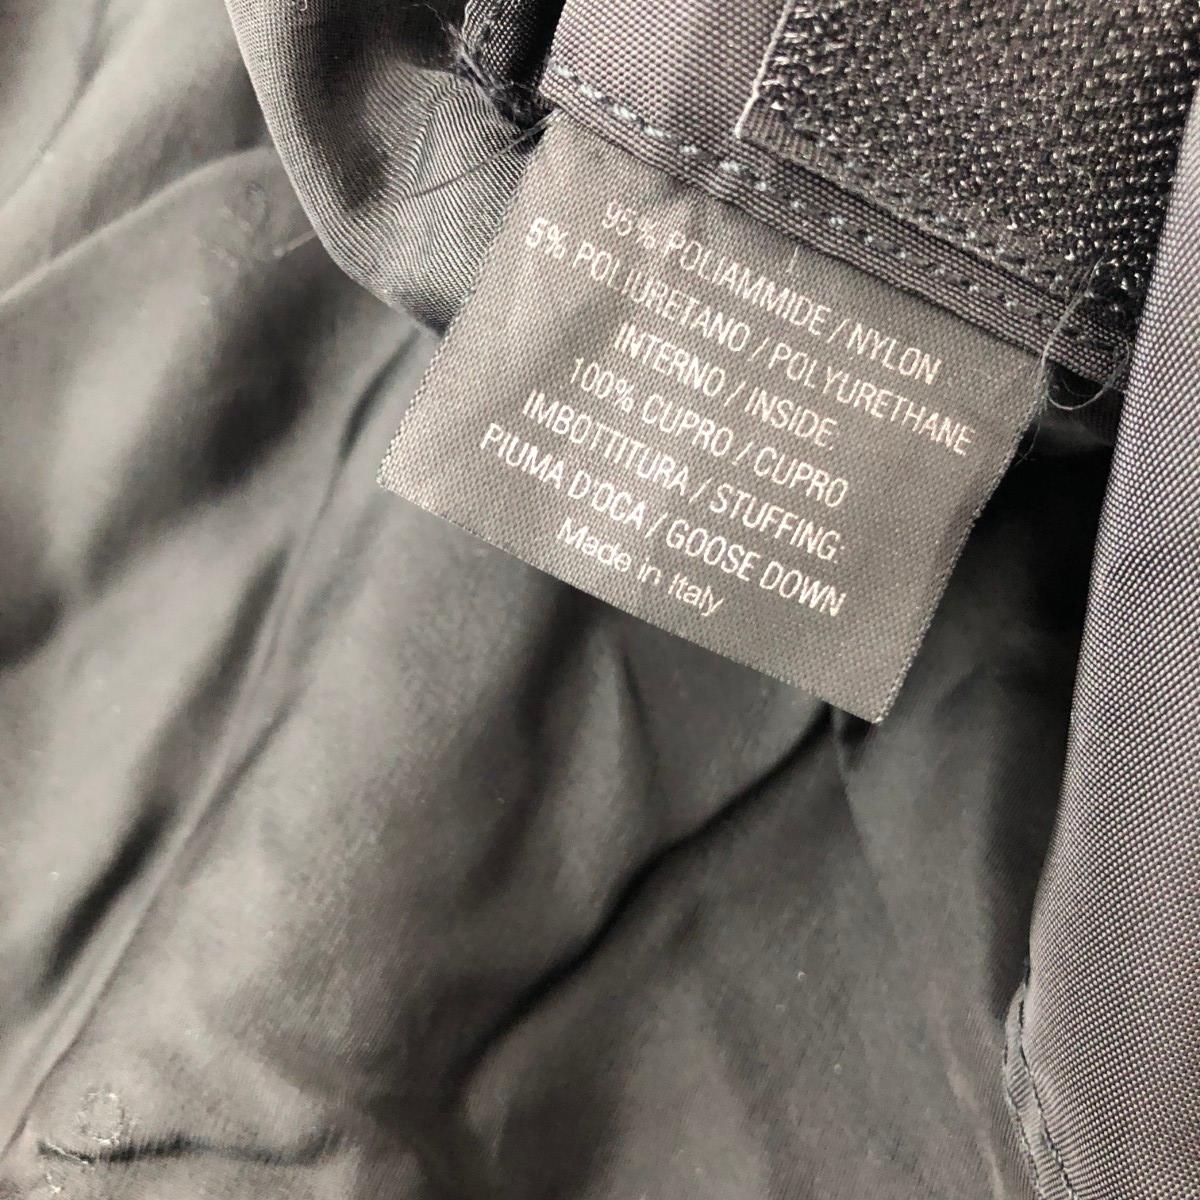 95% POLIAMMIDE / NYLON
5% POLIURETANO / POLYURETHANE
INTERNO / INSIDE.
100% CUPRO / CUPRO
IMBOTTITURA / STUFFING:
PIUMA D'OCA / GOOSE DOWN
Made in Italy